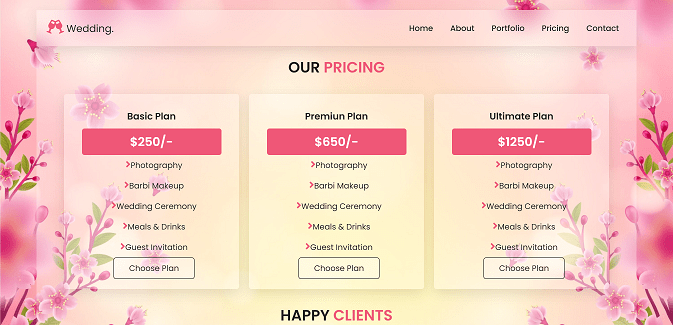 Wedding. Home About Portfolio Pricing Contact
OUR PRICING
Basic Plan
$250/-
Photography
Barbi Makeup
Wedding Ceremony
Meals & Drinks
Guest Invitation
Choose Plan
Premiun Plan
$650/-
Photography
Barbi Makeup
Wedding Ceremony
Meals & Drinks
Guest Invitation
Choose Plan
Ultimate Plan
$1250/-
Photography
Barbi Makeup
Wedding Ceremony
Meals & Drinks
Guest Invitation
Choose Plan
HAPPY CLIENTS